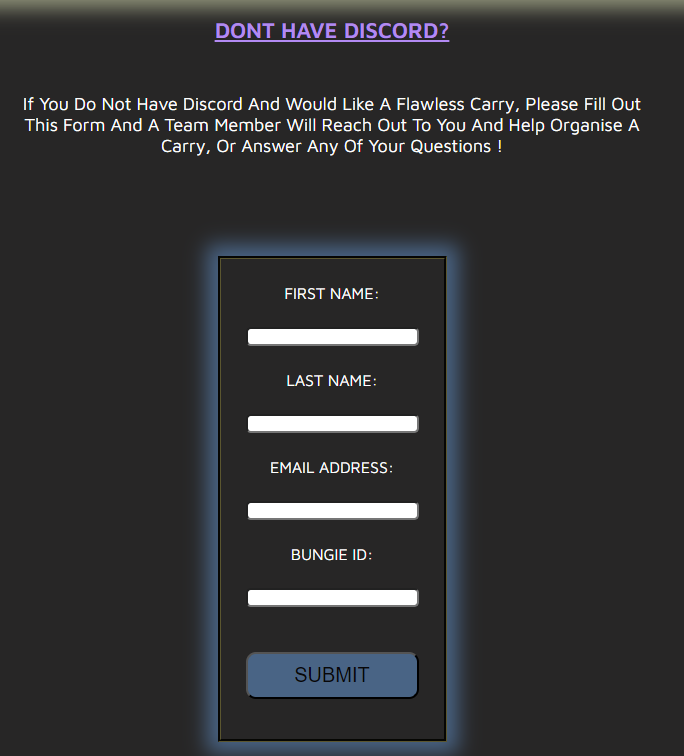 DONT HAVE DISCORD?
If You Do Not Have Discord And Would Like A Flawless Carry, Please Fill Out
This Form And A Team Member Will Reach Out To You And Help Organise A
Carry, Or Answer Any Of Your Questions !
FIRST NAME:
LAST NAME:
EMAIL ADDRESS:
BUNGIE ID:
SUBMIT